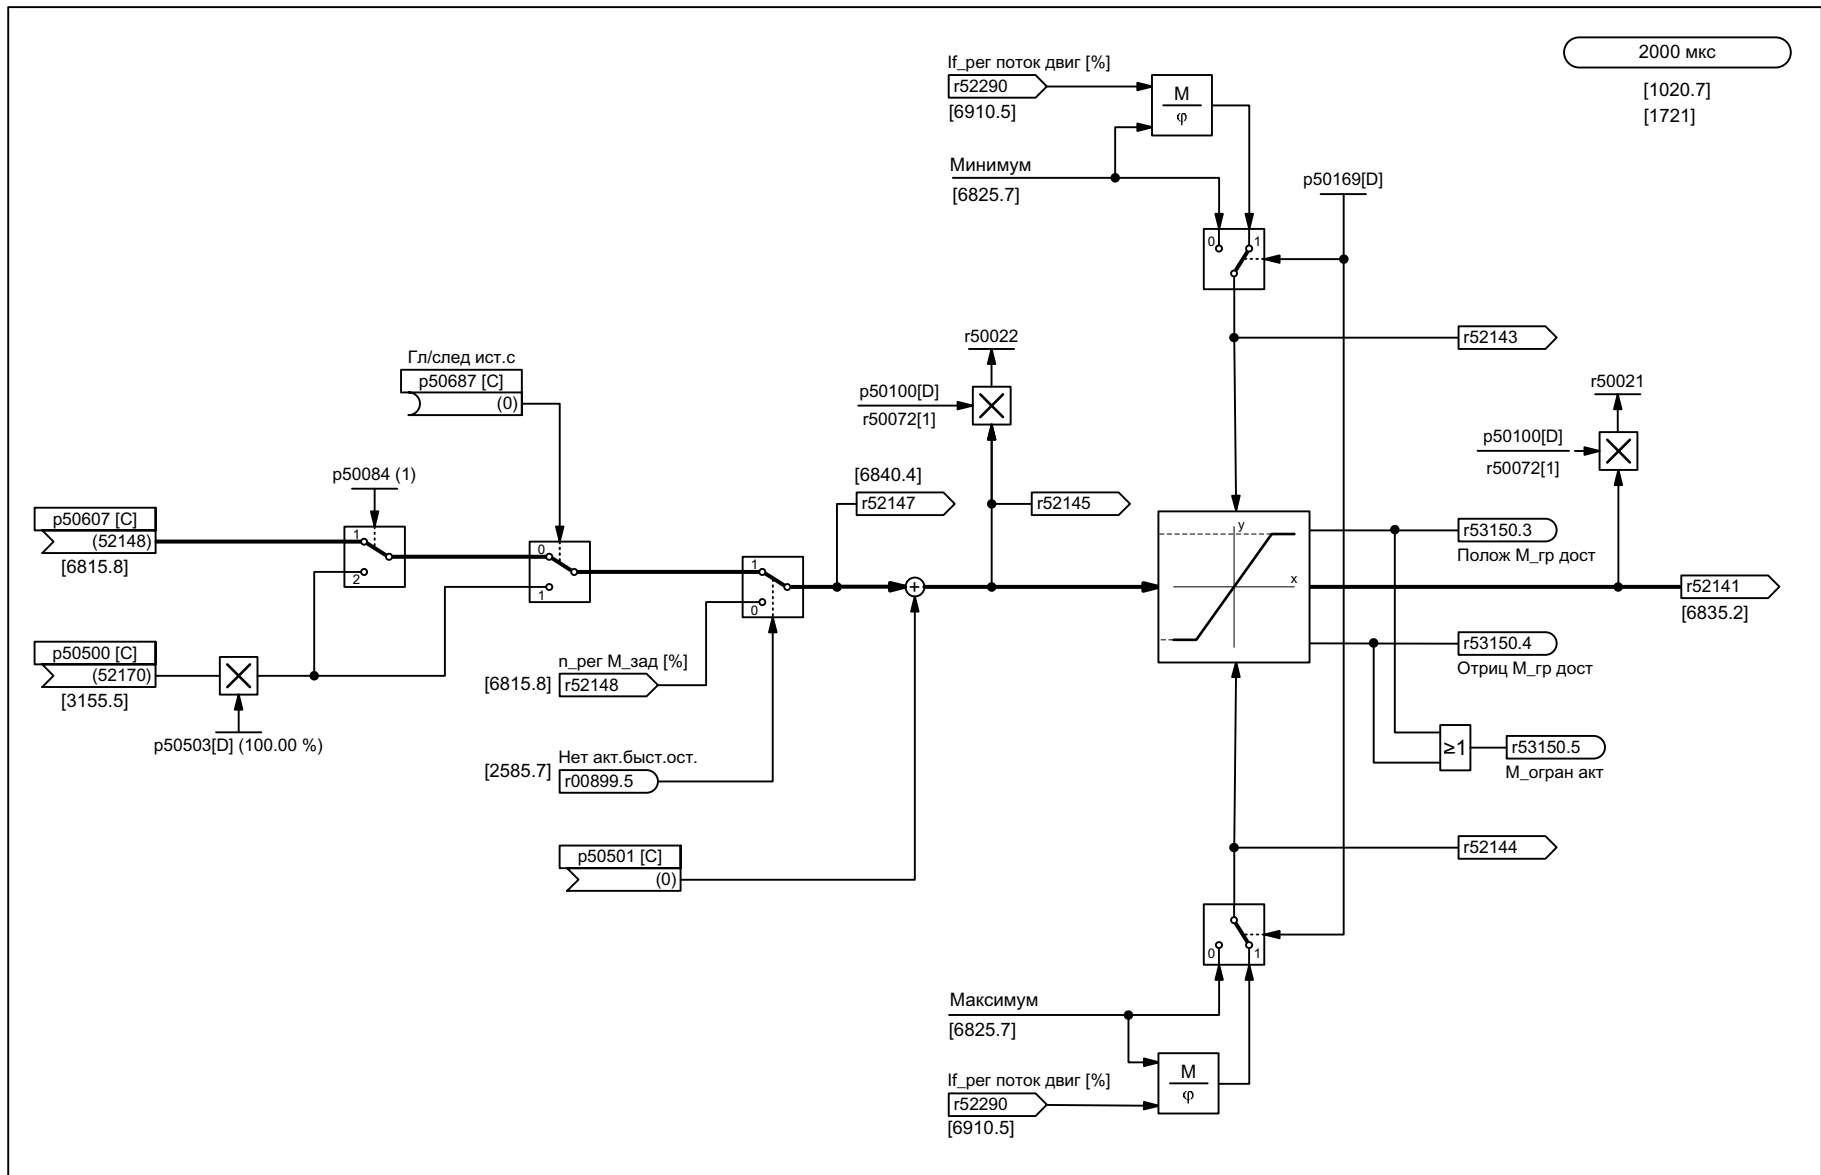 2000 мкс
[1020.7]
[1721]
If_рег поток двиг [%]
r52290
[6910.5]
M
φ
Минимум
[6825.7]
p50169[D]
0
1
r52143
r50022
p50100[D]
r50072[1]
r50021
p50100[D]
r50072[1]
Гл/след ист.с
p50687 [C]
(0)
p50084 (1)
p50607 [C]
(52148)
[6815.8]
1
2
0
1
1
0
[6840.4]
r52147
r52145
+
y
x
r53150.3
Полож М_гр дост
r52141
[6835.2]
r53150.4
Отриц М_гр дост
p50500 [C]
(52170)
[3155.5]
p50503[D] (100.00 %)
n_рег М_зад [%]
[6815.8]
r52148
Нет акт.быст.ост.
[2585.7]
r00899.5
≥1
r53150.5
М_огран акт
p50501 [C]
(0)
r52144
0
1
Максимум
[6825.7]
M
φ
If_рег поток двиг [%]
r52290
[6910.5]